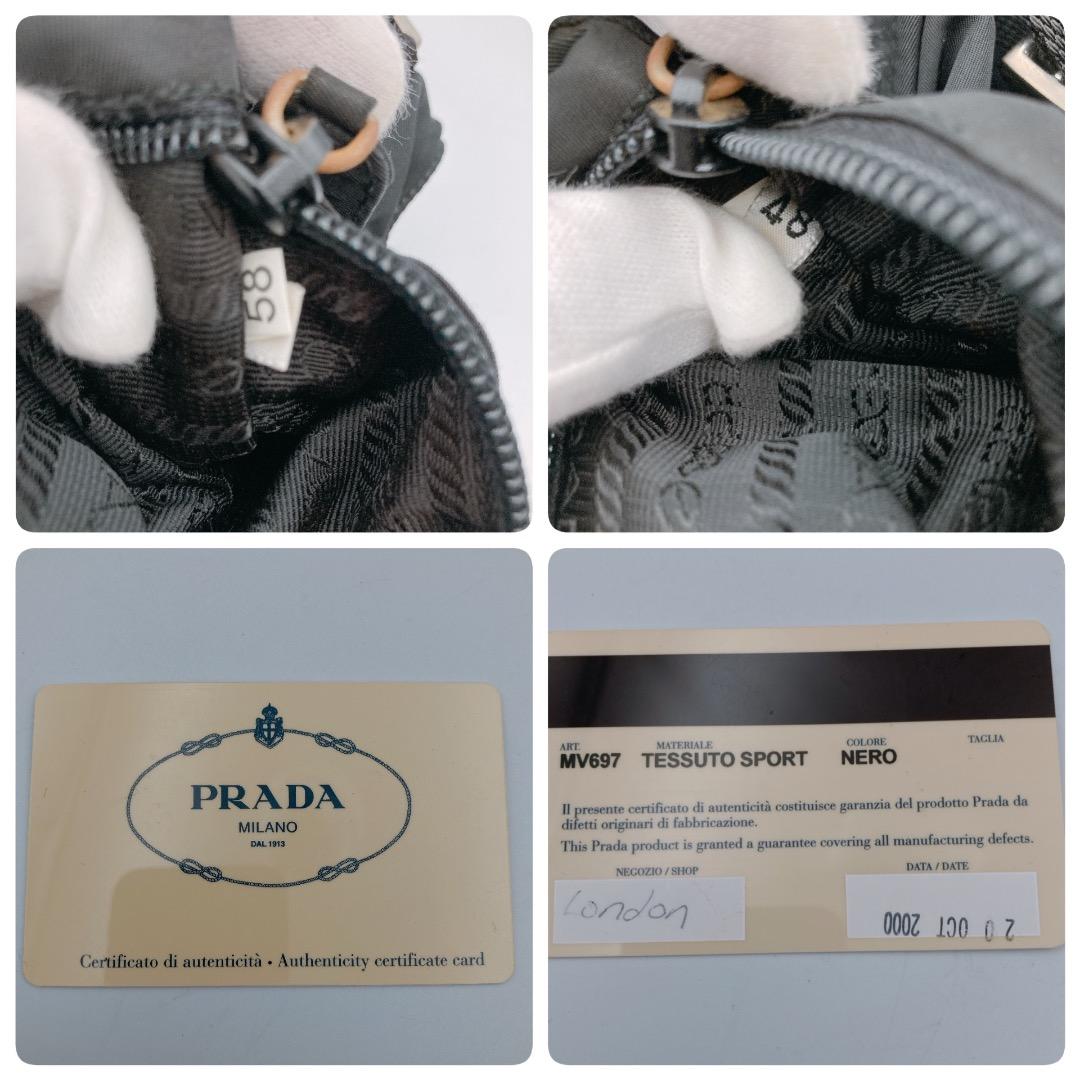 58
48
PRADA
MILANO
DAL 1913
Certificato di autenticità • Authenticity certificate card
ART. MATERIALE COLORE TAGLIA
MV697 TESSUTO SPORT NERO
Il presente certificato di autenticità costituisce garanzia del prodotto Prada da
difetti originari di fabbricazione.
This Prada product is granted a guarantee covering all manufacturing defects.
NEGOZIO / SHOP DATA / DATE
London
2 0 OCT 2000